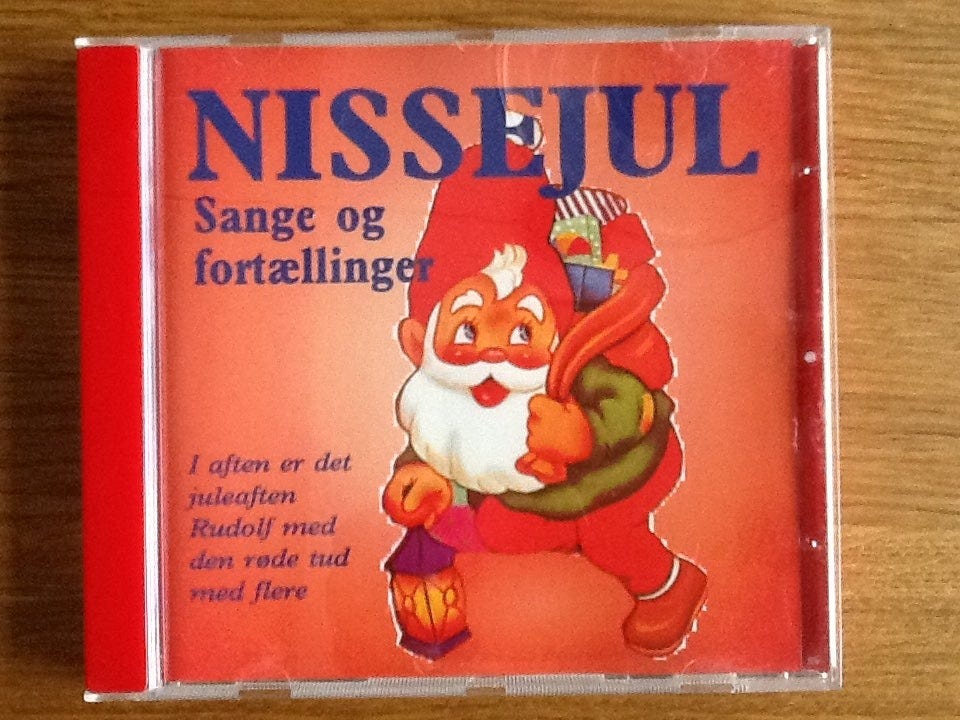 NISSEJUL
Sange og
fortællinger
I aften er det
juleaften
Rudolf med
den røde tud
med flere